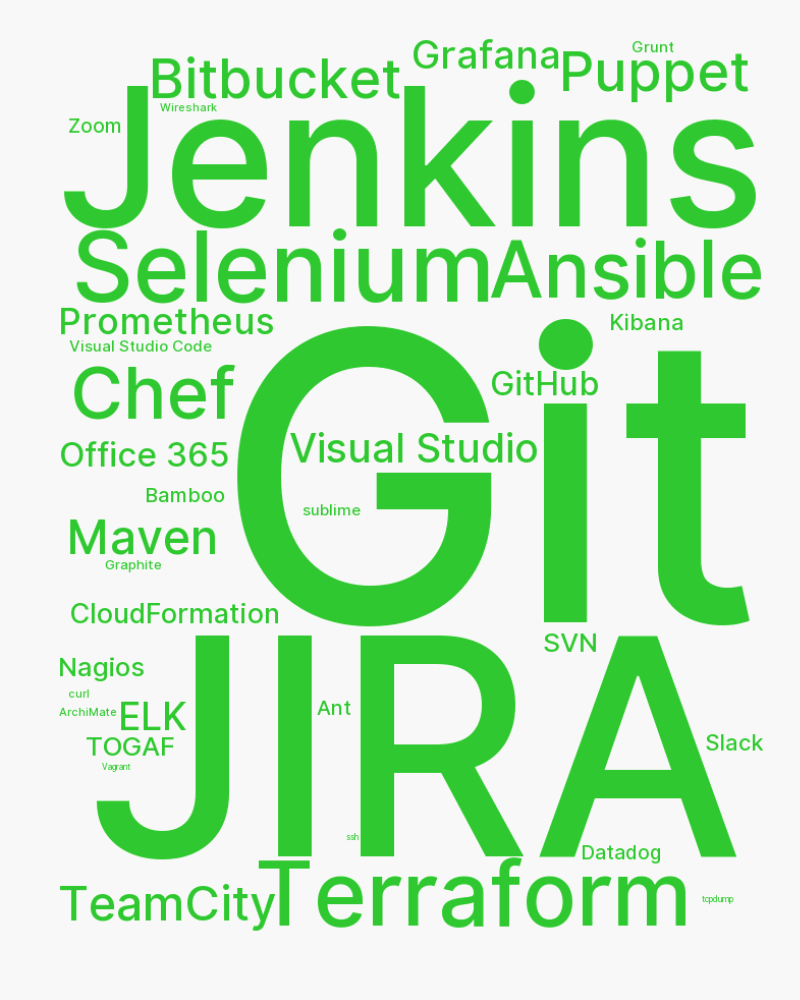 Grafana
Grunt
Bitbucket
Puppet
Wireshark
Zoom
Jenkins
Selenium
Ansible
Prometheus
Kibana
Visual Studio Code
Chef
GitHub
Git
Visual Studio
Office 365
Bamboo
sublime
Maven
Graphite
CloudFormation
SVN
Nagios
curl
ArchiMate
ELK
Ant
JIRA
TOGAF
Slack
Vagrant
ssh
Datadog
TeamCity
Terraform
tcpdump